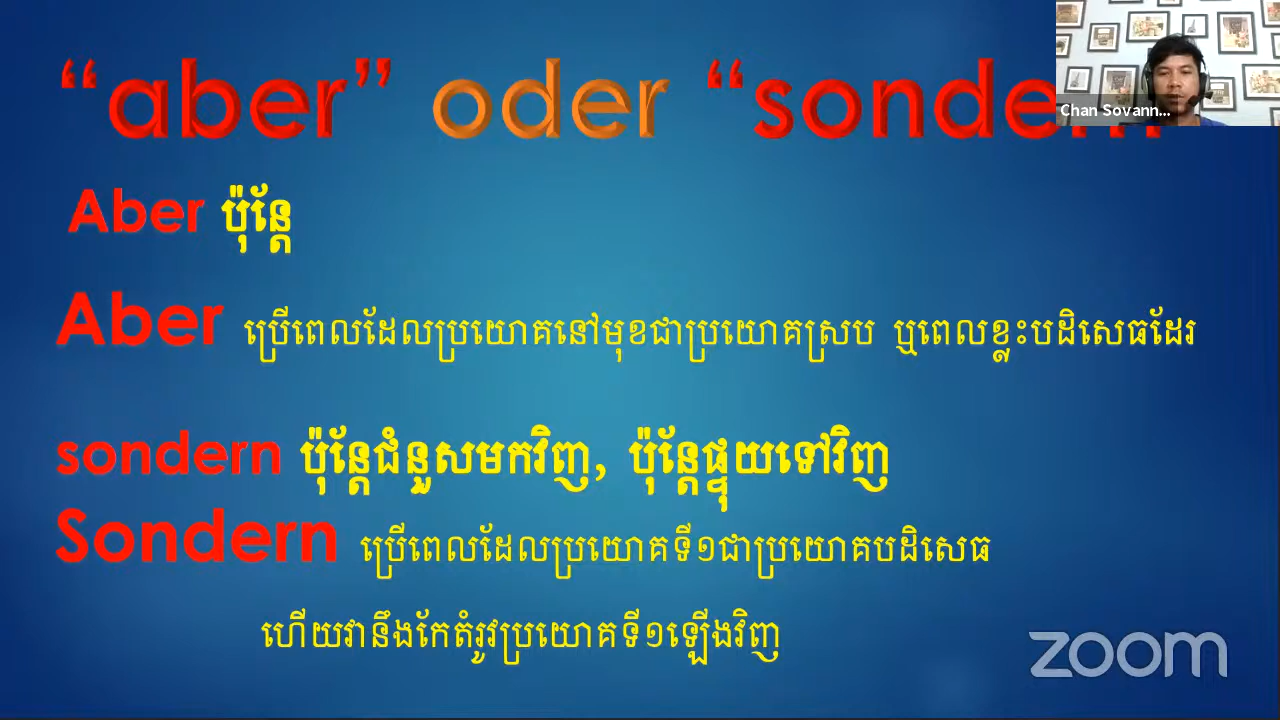 “aber” oder “sondern”
Chan Sovann...
Aber ប៉ុន្តែ
Aber ប្រើពេលដែលប្រយោគនៅមុខជាប្រយោគស្រប ឬពេលខ្លះបដិសេធដែរ
sondern ប៉ុន្តែជំនួសមកវិញ, ប៉ុន្តែផ្ទុយទៅវិញ
Sondern ប្រើពេលដែលប្រយោគទី១ជាប្រយោគបដិសេធ
ហើយវានឹងកែតំរូវប្រយោគទី១ឡើងវិញ
zoom